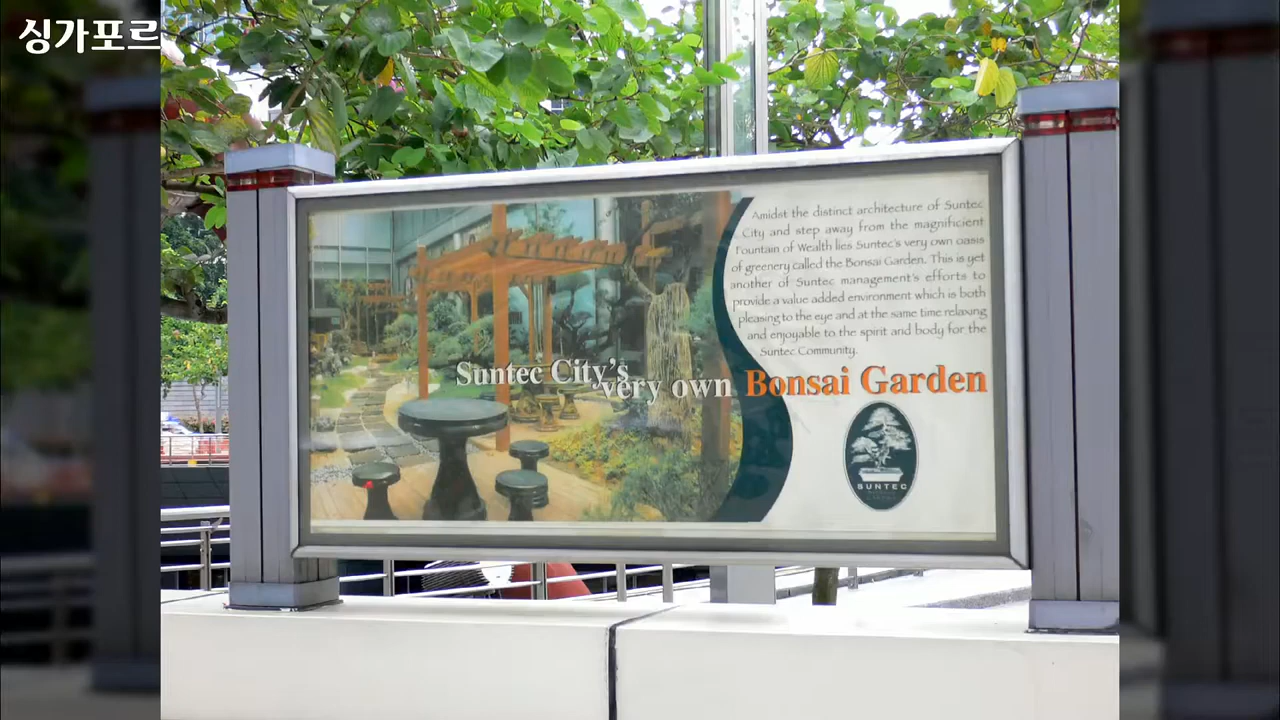 싱가포르
Amidst the distinct architecture of Suntec
City and step away from the magnificient
Fountain of Wealth lies Suntec's very own oasis
of greenery called the Bonsai Garden. This is yet
another of Suntec management's efforts to
provide a value added environment which is both
pleasing to the eye and at the same time relaxing
and enjoyable to the spirit and body for the
Suntec Community.
Suntec City's
very own Bonsai Garden
SUNTEC